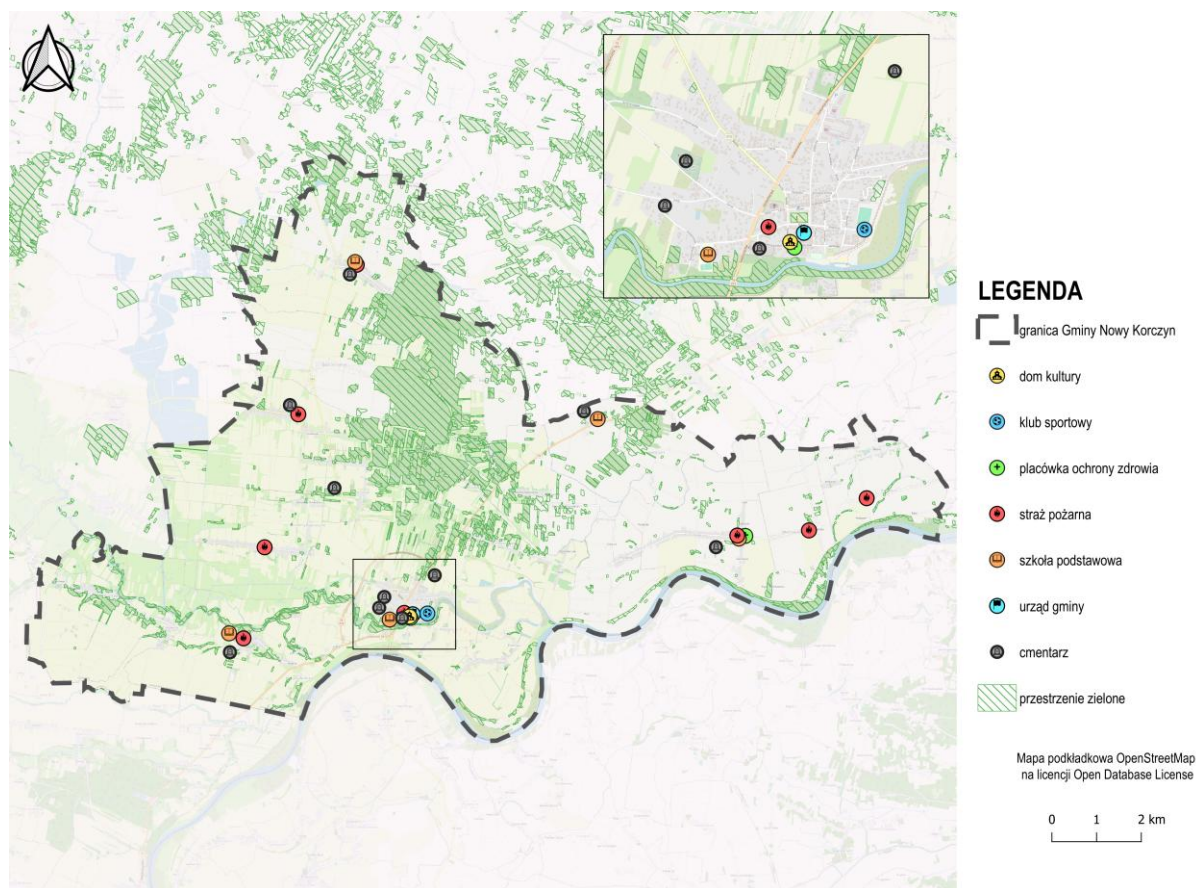 LEGENDA
granica Gminy Nowy Korczyn
dom kultury
klub sportowy
placówka ochrony zdrowia
straż pożarna
szkoła podstawowa
urząd gminy
cmentarz
przestrzenie zielone
Mapa podkładkowa OpenStreetMap
na licencji Open Database License
0 1 2 km